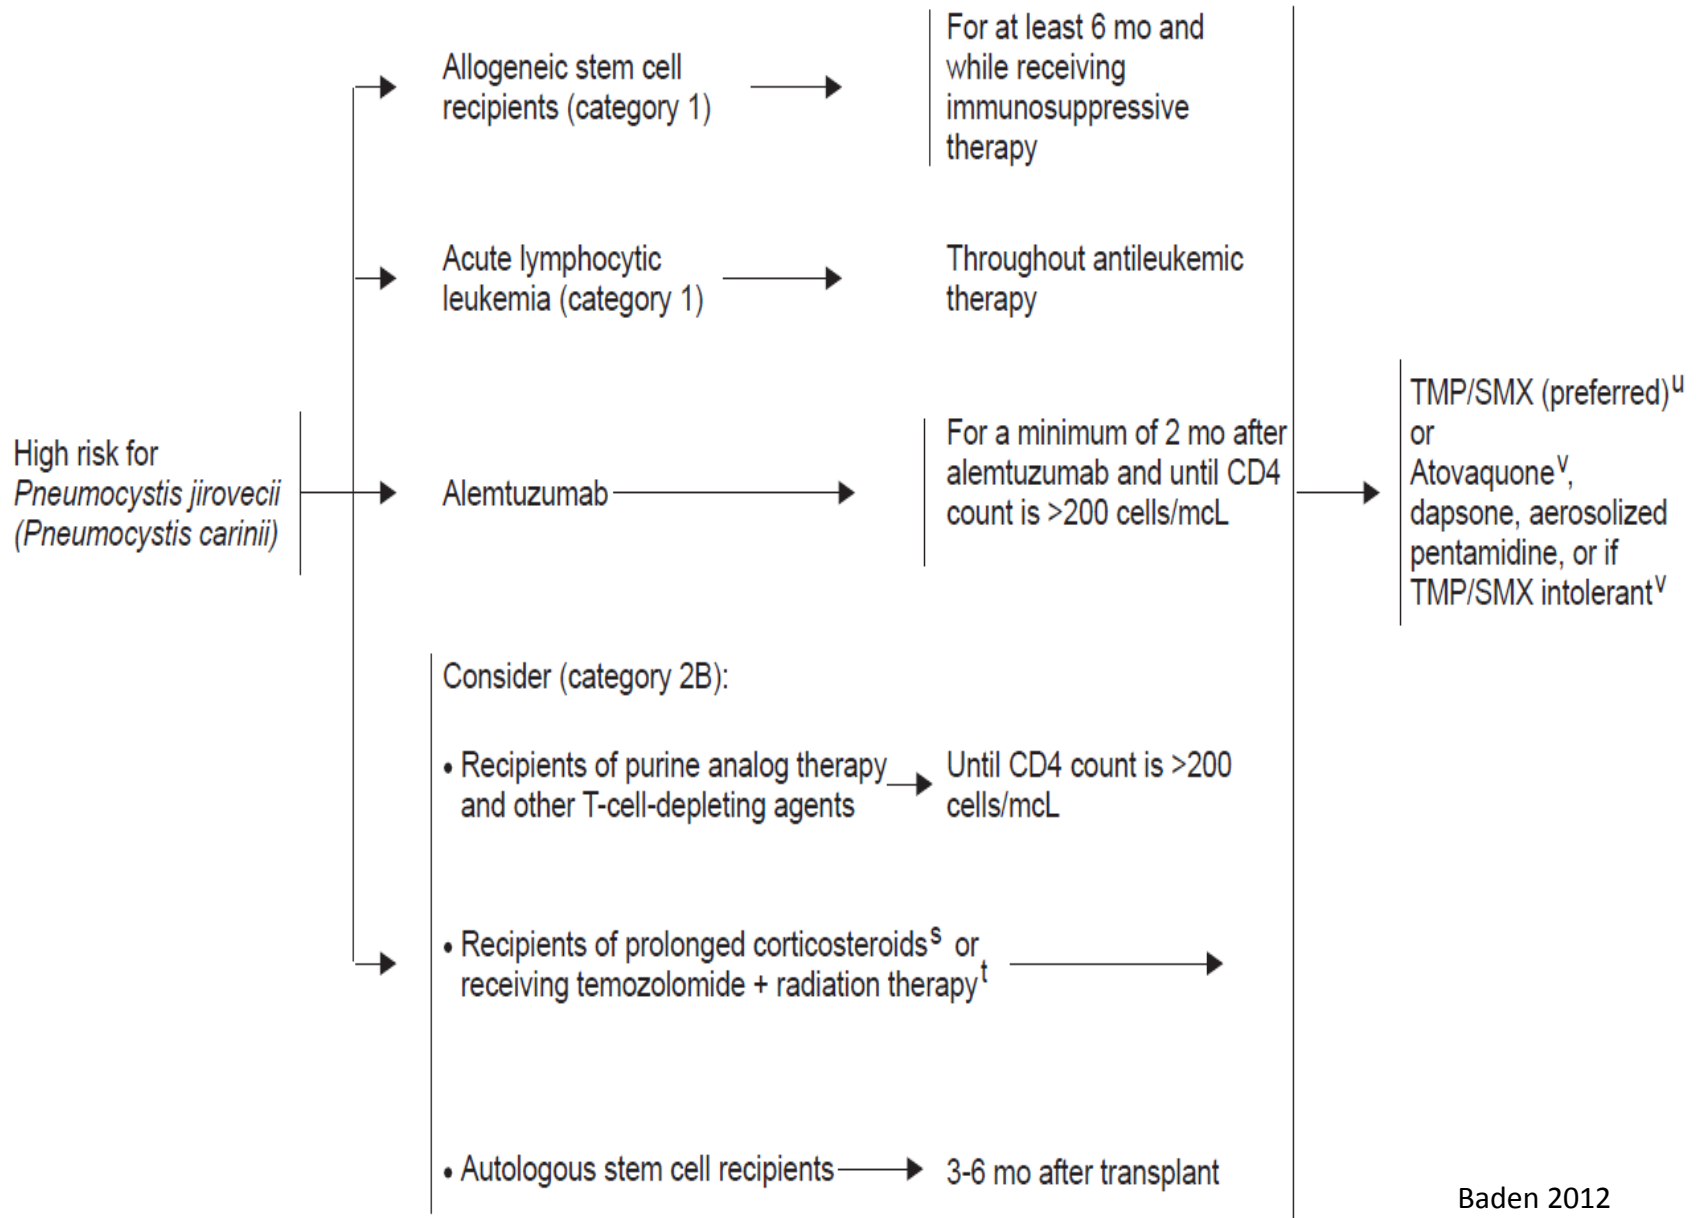 High risk for
Pneumocystis jirovecii
(Pneumocystis carinii)
Allogeneic stem cell
recipients (category 1)
For at least 6 mo and
while receiving
immunosuppressive
therapy
Acute lymphocytic
leukemia (category 1)
Throughout antileukemic
therapy
Alemtuzumab
For a minimum of 2 mo after
alemtuzumab and until CD4
count is >200 cells/mcL
Consider (category 2B):
• Recipients of purine analog therapy
and other T-cell-depleting agents
Until CD4 count is >200
cells/mcL
• Recipients of prolonged corticosteroidsˢ or
receiving temozolomide + radiation therapyᵗ
• Autologous stem cell recipients
3-6 mo after transplant
TMP/SMX (preferred)ᵘ
or
Atovaquoneᵛ,
dapsone, aerosolized
pentamidine, or if
TMP/SMX intolerantᵛ
Baden 2012